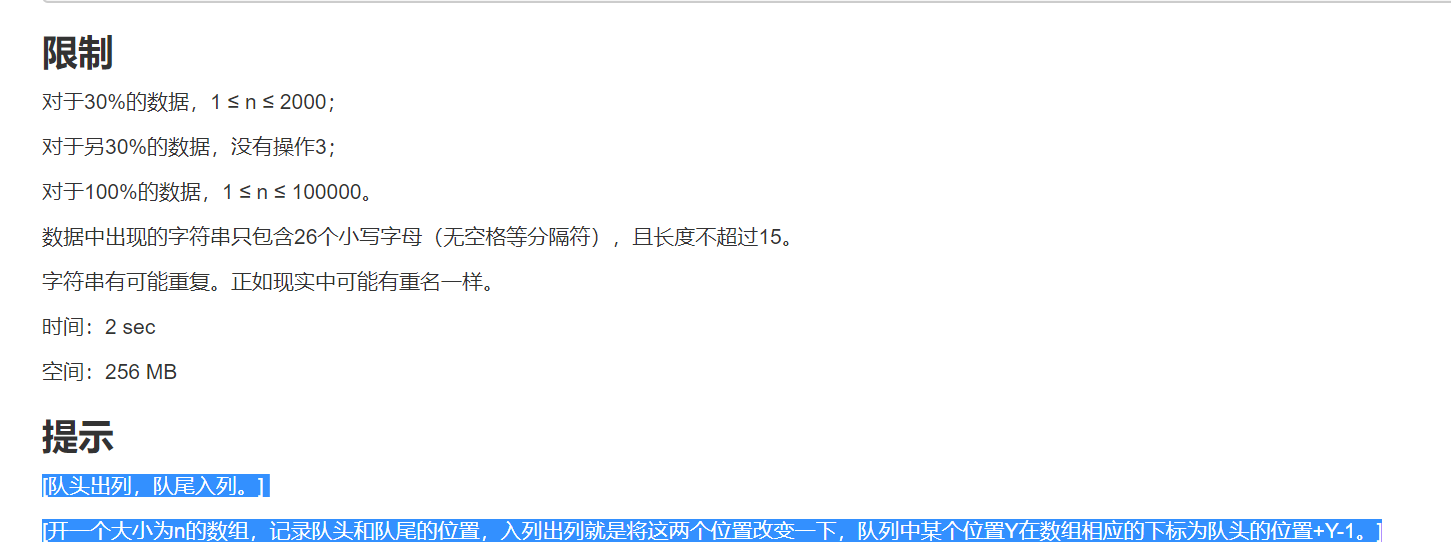 限制
对于30%的数据，1 ≤ n ≤ 2000；
对于另30%的数据，没有操作3；
对于100%的数据，1 ≤ n ≤ 100000。
数据中出现的字符串只包含26个小写字母（无空格等分隔符），且长度不超过15。
字符串有可能重复。正如现实中可能有重名一样。
时间：2 sec
空间：256 MB
提示
[队头出列，队尾入列。]
[开一个大小为n的数组，记录队头和队尾的位置，入列出列就是将这两个位置改变一下，队列中某个位置Y在数组相应的下标为队头的位置+Y-1。]